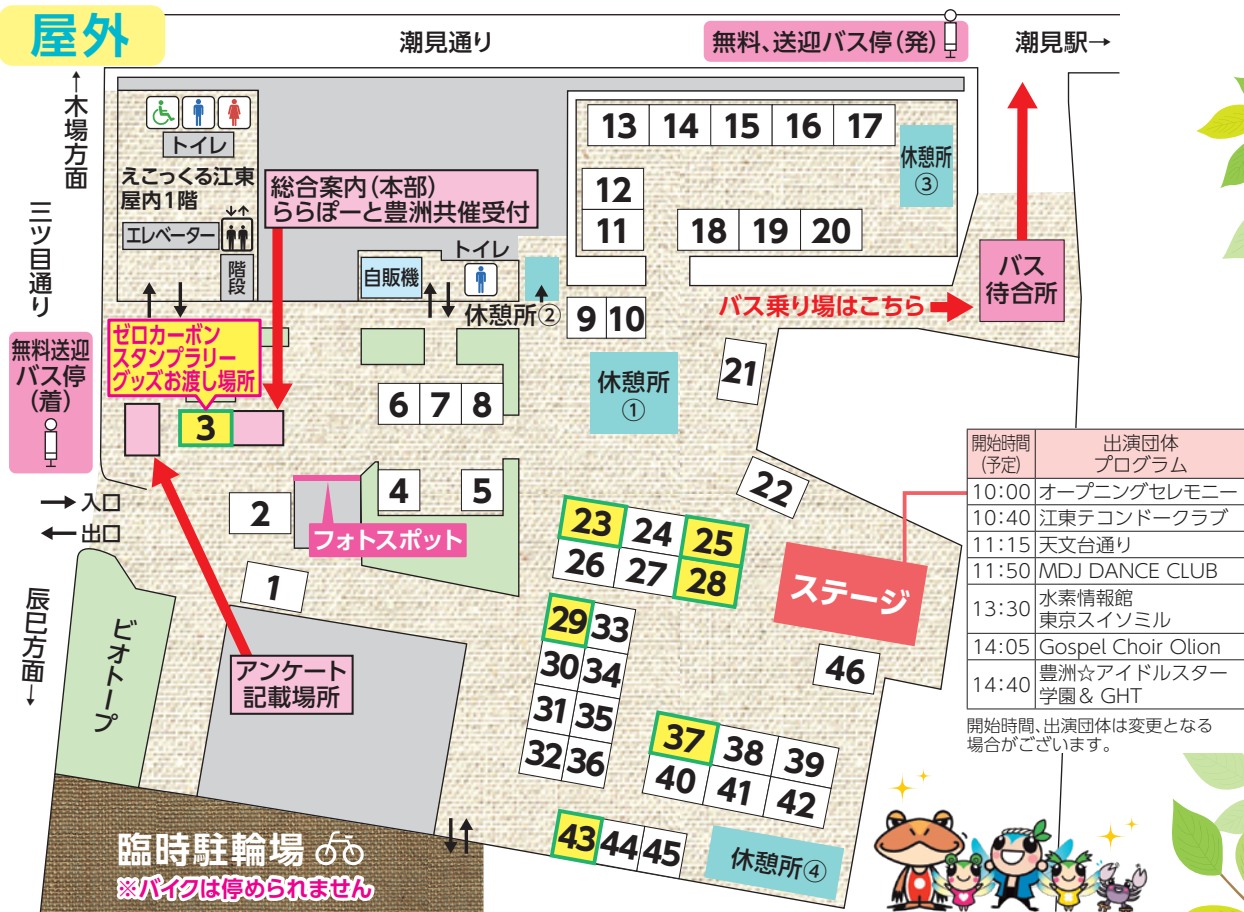 屋外
潮見通り
無料、送迎バス停(発)
潮見駅→
↑木場方面
三ツ目通り
無料送迎
バス停
(着)
→入口
←出口
辰巳方面→
トイレ
えこっくる江東
屋内1階
エレベーター
階段
総合案内(本部)
ららぽーと豊洲共催受付
自販機
トイレ
休憩所②
13 14 15 16 17
休憩所
③
12
11
18 19 20
バス
待合所
バス乗り場はこちら
9 10
ゼロカーボン
スタンプラリー
グッズお渡し場所
3
6 7 8
休憩所
①
21
22
2
4 5
フォトスポット
1
23 24 25
26 27 28
ステージ
29 33
30 34
31 35
32 36
46
37 38 39
40 41 42
43 44 45
休憩所④
ビオトープ
アンケート
記載場所
臨時駐輪場
※バイクは停められません
開始時間
(予定)
出演団体
プログラム
10:00 オープニングセレモニー
10:40 江東テコンドークラブ
11:15 天文台通り
11:50 MDJ DANCE CLUB
13:30 水素情報館
東京スイソミル
14:05 Gospel Choir Olion
14:40 豊洲☆アイドルスター
学園& GHT
開始時間、出演団体は変更となる
場合がございます。